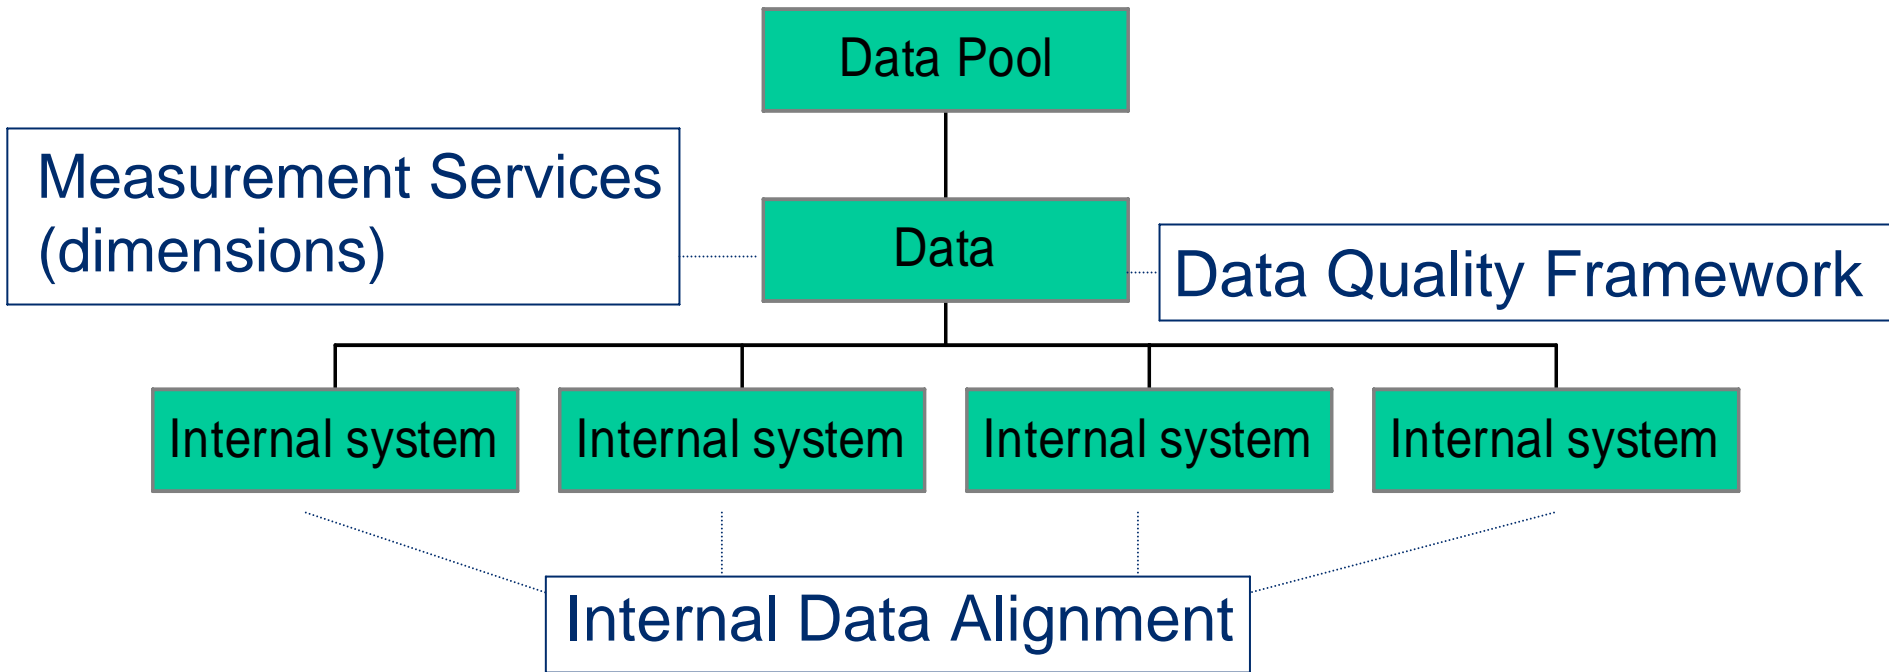 Data Pool
Measurement Services
(dimensions)
Data
Data Quality Framework
Internal system
Internal system
Internal system
Internal system
Internal Data Alignment